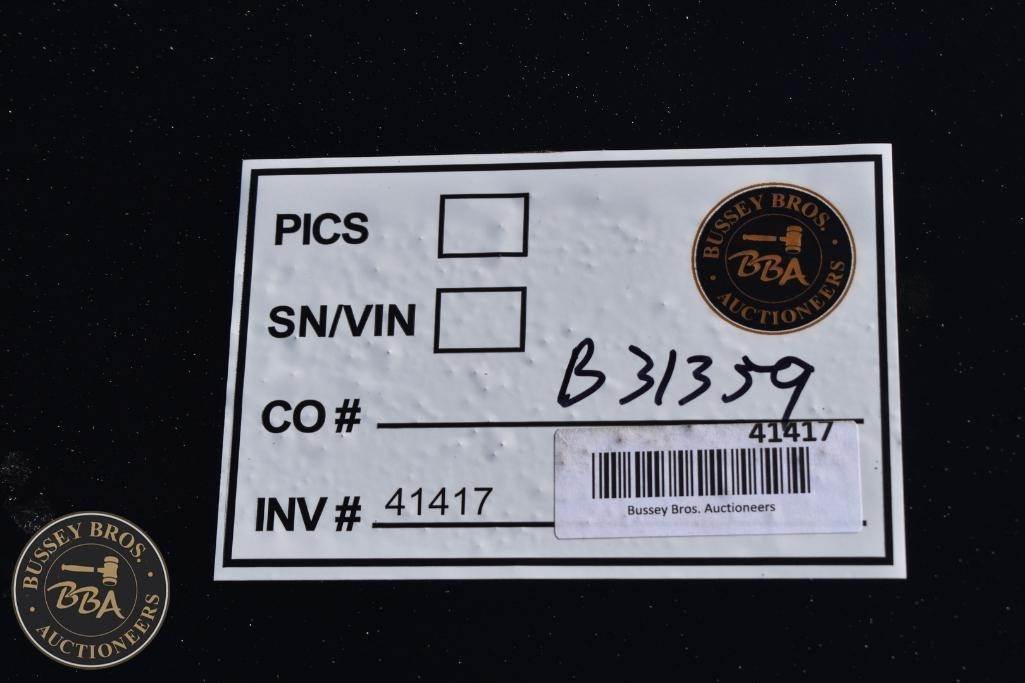 PICS
BUSSEY BROS.
BBA
AUCTIONEERS
SN/VIN
B31359
CO #
41417
INV # 41417
Bussey Bros. Auctioneers
BUSSEY BROS.
BBA
AUCTIONEERS